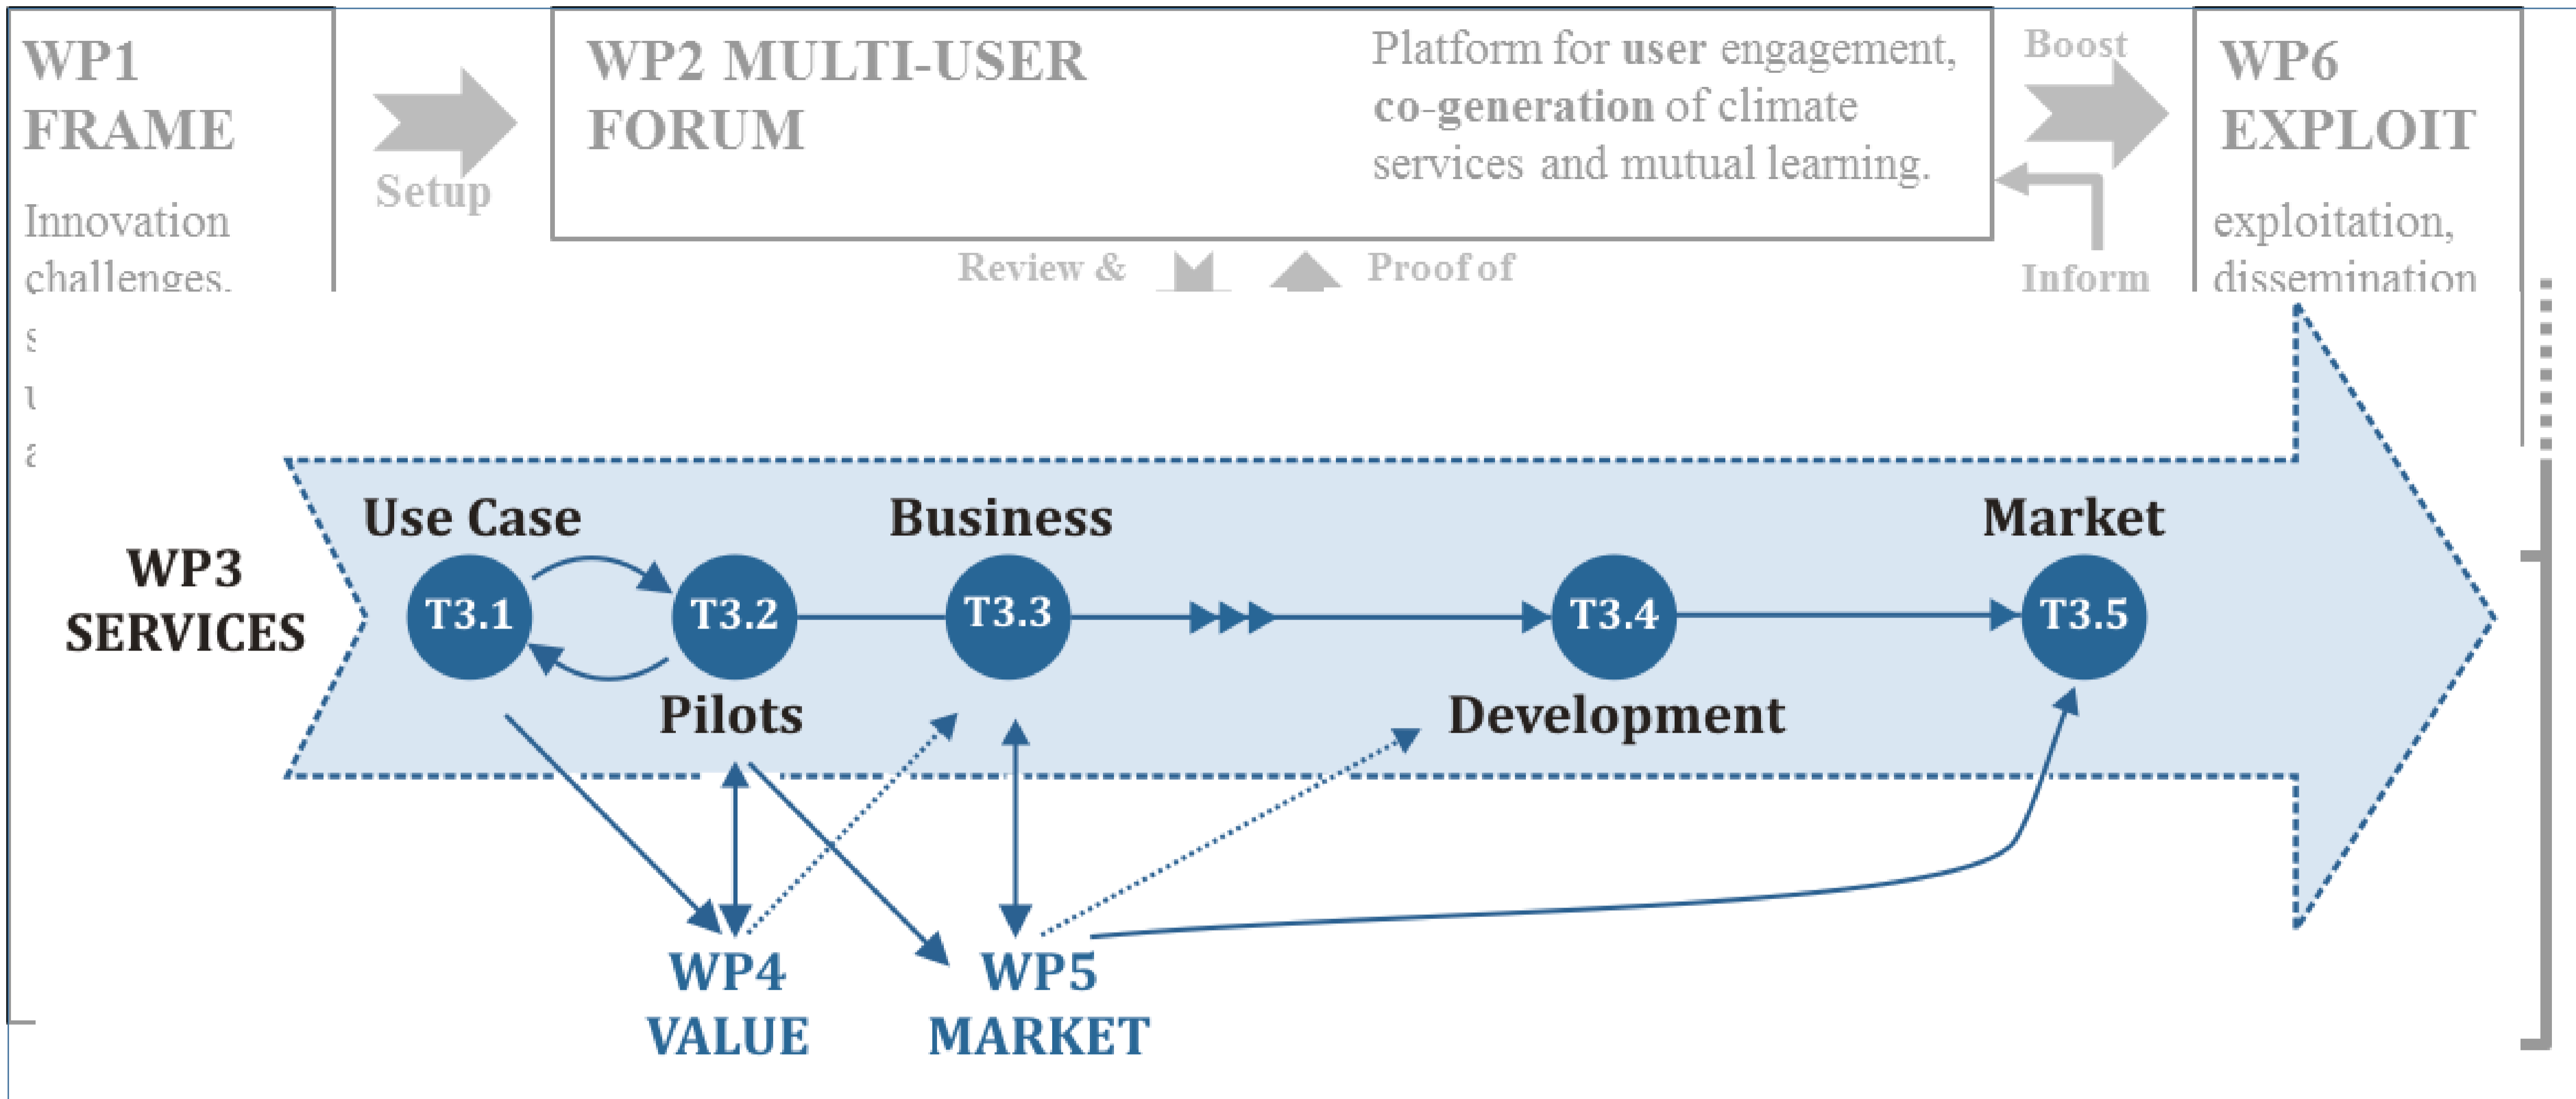 WP1
FRAME
Innovation
challenges.
s
a
Setup
WP2 MULTI-USER
FORUM
Platform for user engagement,
co-generation of climate
services and mutual learning.
Boost
Inform
WP6
EXPLOIT
exploitation,
dissemination
Review &
Proof of
WP3
SERVICES
Use Case
Business
Market
T3.1
T3.2
T3.3
T3.4
T3.5
Pilots
Development
WP4
VALUE
WP5
MARKET